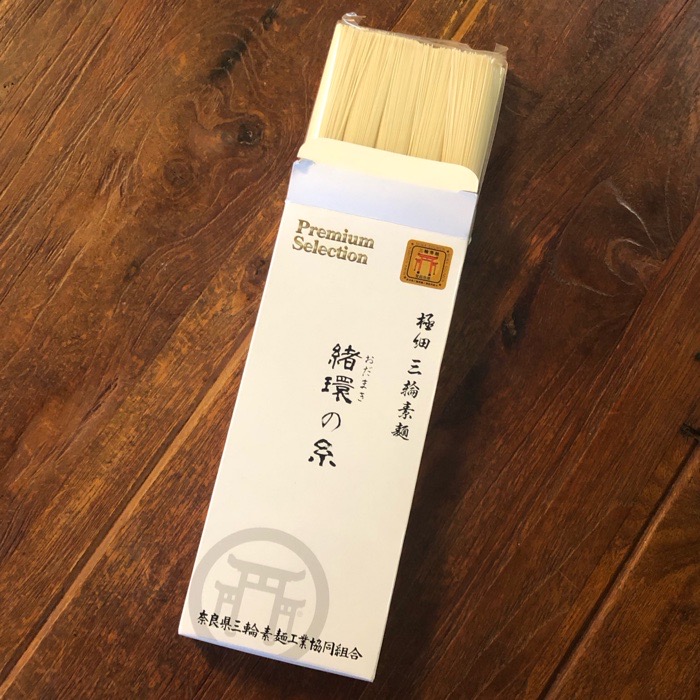 Premium
Selection
極細 三輪素麺
緒環の糸
おだまき
奈良県三輪素麺工業協同組合